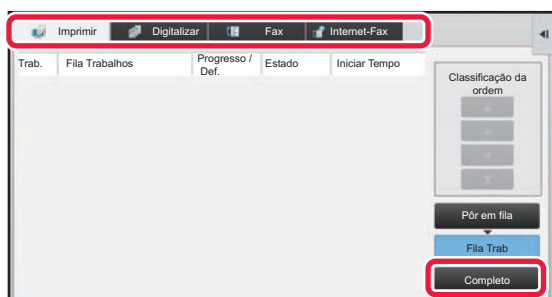 Imprimir Digitalizar Fax Internet-Fax
Trab. Fila Trabalhos Progresso / Def. Estado Iniciar Tempo
Classificação da
ordem
Pôr em fila
Fila Trab
Completo